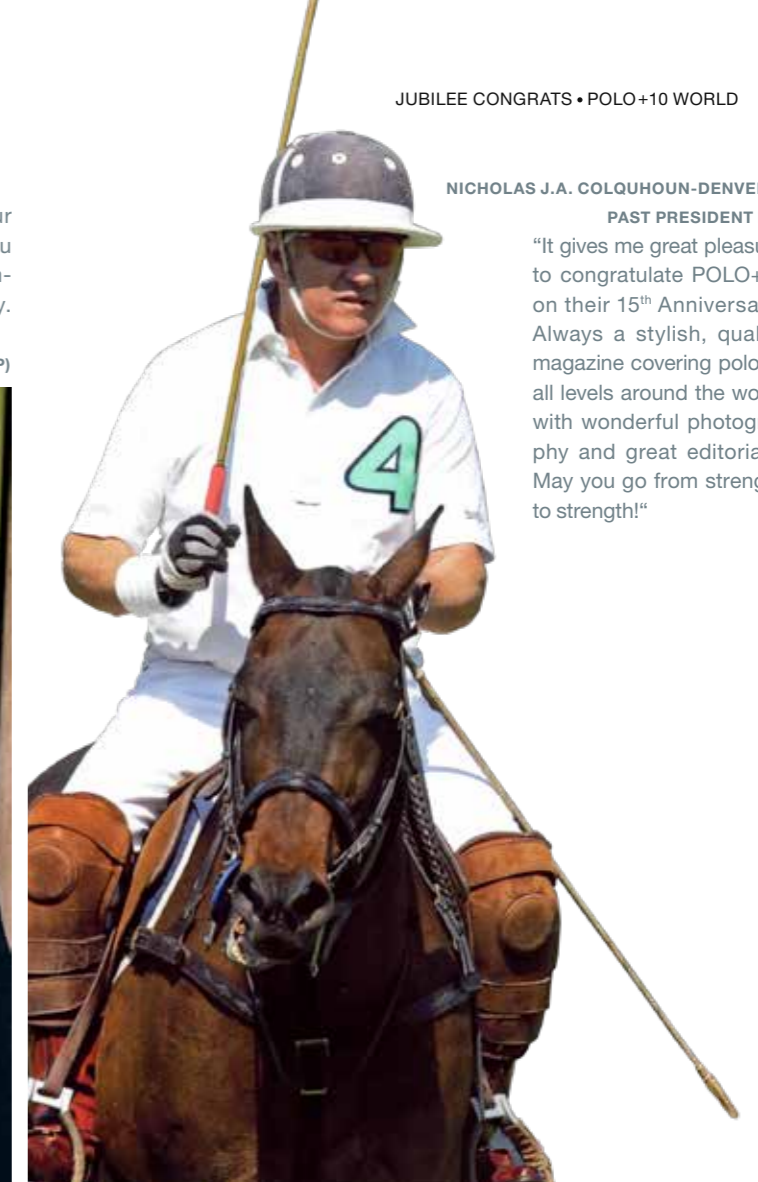 JUBILEE CONGRATS • POLO+10 WORLD
NICHOLAS J.A. COLQUHOUN-DENVE
PAST PRESIDENT
“It gives me great pleasu
to congratulate POLO+
on their 15th Anniversa
Always a stylish, qual
magazine covering polo
all levels around the wo
with wonderful photog
phy and great editoria
May you go from streng
to strength!“
ur
u
n-
y.
P)
4